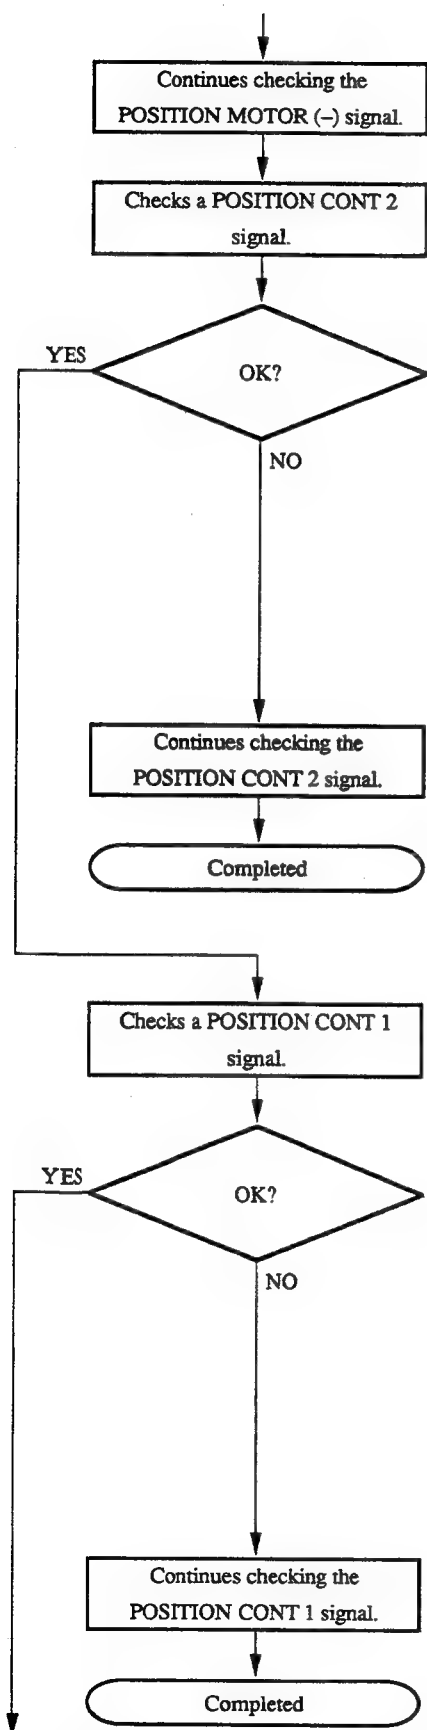 Continues checking the
POSITION MOTOR (–) signal.
Checks a POSITION CONT 2
signal.
YES
OK?
NO
Continues checking the
POSITION CONT 2 signal.
Completed
Checks a POSITION CONT 1
signal.
YES
OK?
NO
Continues checking the
POSITION CONT 1 signal.
Completed